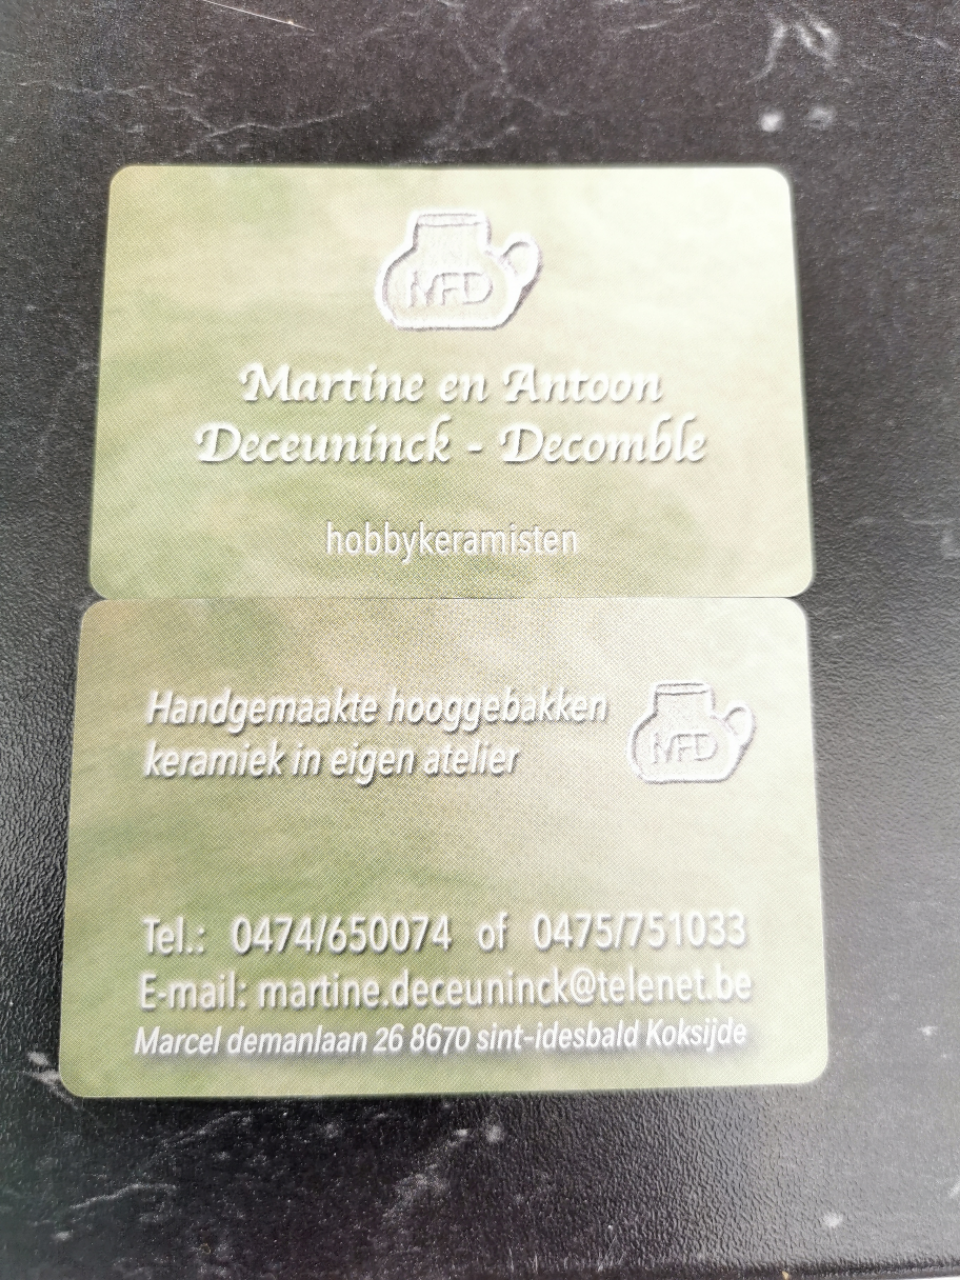 MFD
Martine en Antoon
Deceuninck - Decomble
hobbykeramisten
Handgemaakte hooggebakken
keramiek in eigen atelier
MFD
Tel.: 0474/650074 of 0475/751033
E-mail: martine.deceuninck@telenet.be
Marcel demanlaan 26 8670 sint-idesbald Koksijde